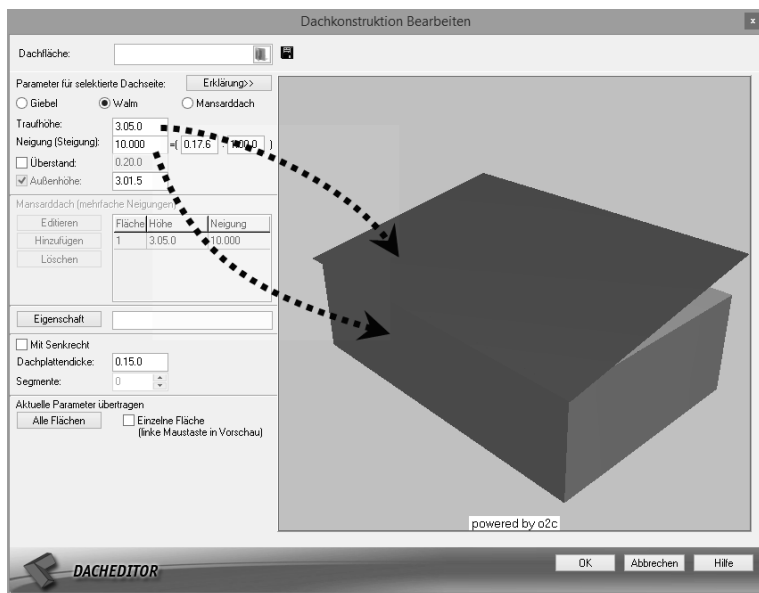 Dachkonstruktion Bearbeiten
x
Dachfläche:
Parameter für selektierte Dachseite: Erklärung>>
Giebel Walm Mansarddach
Traufhöhe: 3.05.0
Neigung (Steigung): 10.000 =( 0.17.6 : 1.00.0 )
Überstand: 0.20.0
Außenhöhe: 3.01.5
Mansarddach (mehrfache Neigungen)
Editieren Fläche Höhe Neigung
Hinzufügen 1 3.05.0 10.000
Löschen
Eigenschaft
Mit Senkrecht
Dachplattendicke: 0.15.0
Segmente: 0
Aktuelle Parameter übertragen
Alle Flächen Einzelne Fläche
(linke Maustaste in Vorschau)
powered by o2c
DACHEDITOR
OK Abbrechen Hilfe